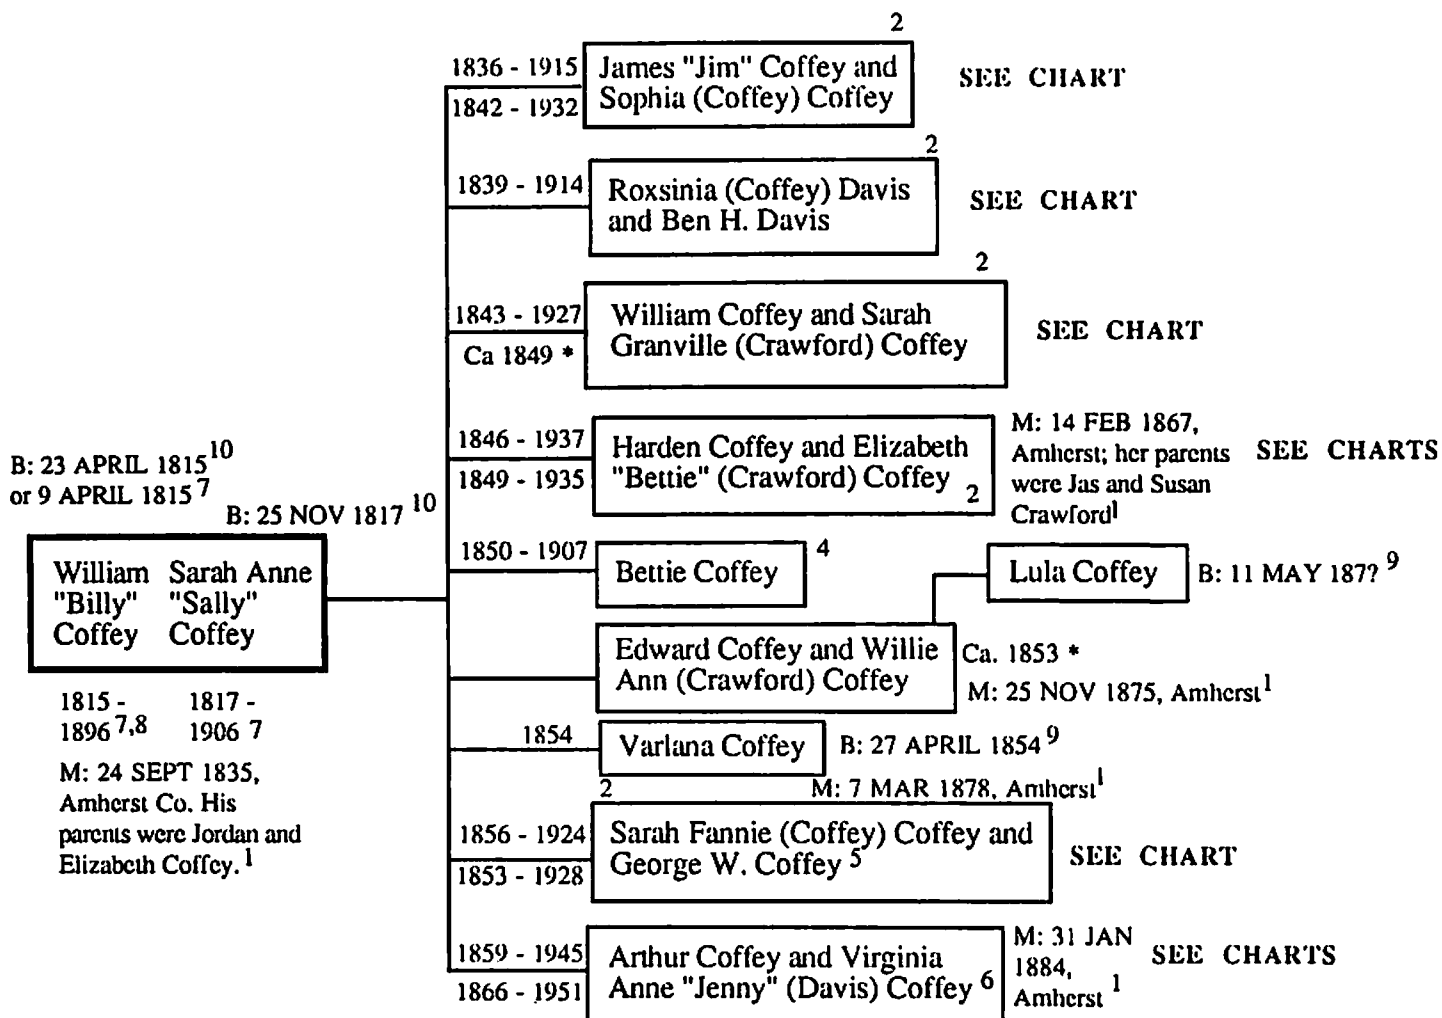 2
1836 - 1915
James "Jim" Coffey and
SEE CHART
1842 - 1932
Sophia (Coffey) Coffey
2
1839 - 1914
Roxsinia (Coffey) Davis
and Ben H. Davis
SEE CHART
2
1843 - 1927
William Coffey and Sarah
Granville (Crawford) Coffey
SEE CHART
Ca 1849 *
1846 - 1937
Harden Coffey and Elizabeth
"Bettie" (Crawford) Coffey 2
1849 - 1935
M: 14 FEB 1867,
Amherst; her parents
were Jas and Susan
Crawford1
SEE CHARTS
B: 23 APRIL 1815 10
or 9 APRIL 1815 7
B: 25 NOV 1817 10
William
"Billy"
Coffey
Sarah Anne
"Sally"
Coffey
1815 -
1896 7,8
1817 -
1906 7
M: 24 SEPT 1835,
Amherst Co. His
parents were Jordan and
Elizabeth Coffey. 1
1850 - 1907
Bettie Coffey 4
Lula Coffey
B: 11 MAY 187? 9
Edward Coffey and Willie
Ann (Crawford) Coffey
Ca. 1853 *
M: 25 NOV 1875, Amherst1
1854
Varlana Coffey
B: 27 APRIL 1854 9
M: 7 MAR 1878, Amherst1
2
1856 - 1924
Sarah Fannie (Coffey) Coffey and
George W. Coffey 5
1853 - 1928
SEE CHART
1859 - 1945
Arthur Coffey and Virginia
Anne "Jenny" (Davis) Coffey 6
1866 - 1951
M: 31 JAN
1884,
Amherst 1
SEE CHARTS